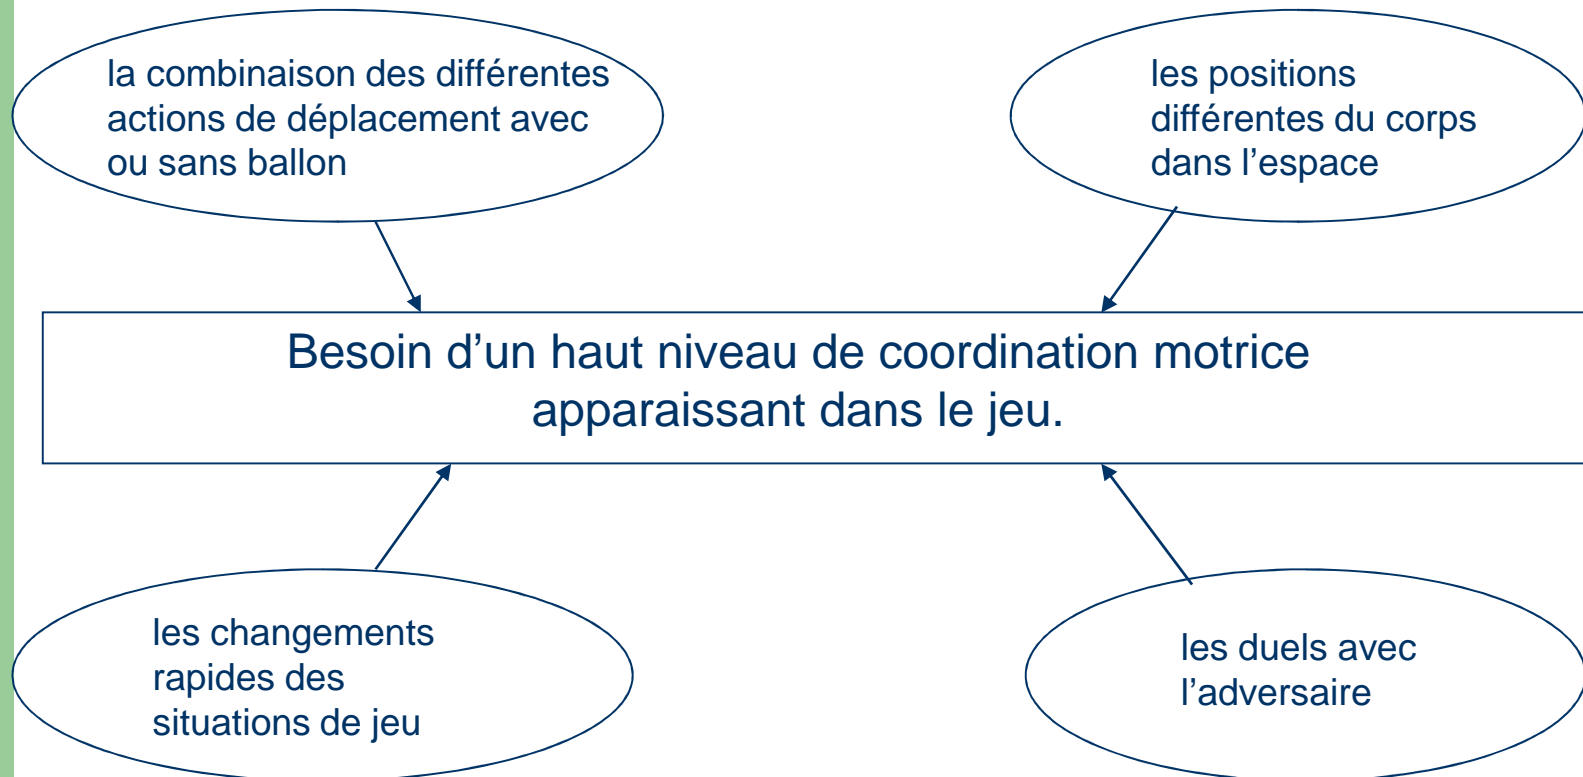 la combinaison des différentes
actions de déplacement avec
ou sans ballon
les positions
différentes du corps
dans l’espace
Besoin d’un haut niveau de coordination motrice
apparaissant dans le jeu.
les changements
rapides des
situations de jeu
les duels avec
l’adversaire